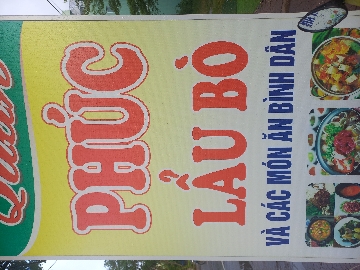 Quán
PHÚC
LẨU BÒ
VÀ CÁC MÓN ĂN BÌNH DÂN